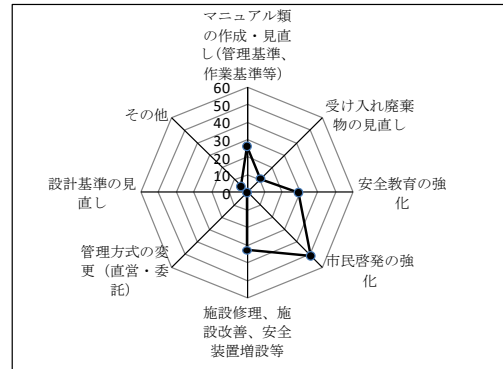 マニュアル類
の作成・見直
し(管理基準、
作業基準等)
受け入れ廃棄
物の見直し
安全教育の強
化
市民啓発の強
化
施設修理、施
設改善、安全
装置増設等
管理方式の変
更（直営・委
託）
設計基準の見
直し
その他
60
50
40
30
20
10
0